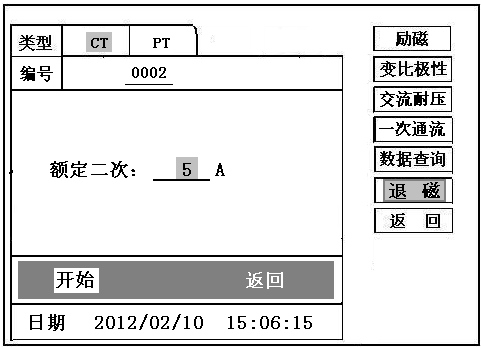 类型 CT PT
编号 0002
额定二次: 5 A
开始 返回
日期 2012/02/10 15:06:15
励磁
变比极性
交流耐压
一次通流
数据查询
退 磁
返 回